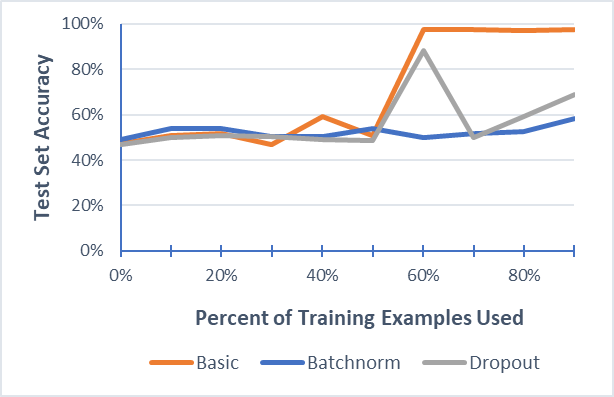 100%
80%
60%
40%
20%
0%
Test Set Accuracy
0% 20% 40% 60% 80%
Percent of Training Examples Used
Basic Batchnorm Dropout